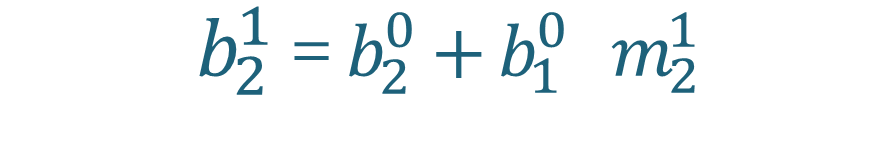 b₂¹ = b₂⁰ + b₁⁰ m₂¹